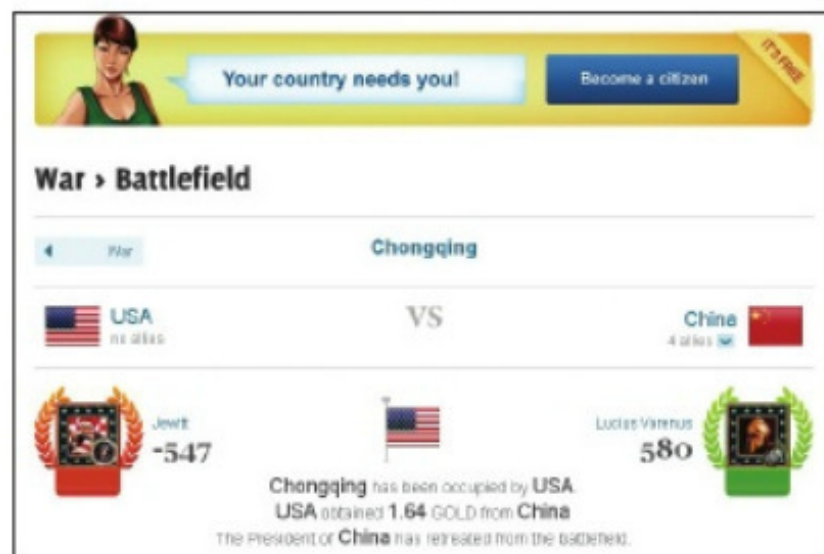 Your country needs you!
Become a citizen
IT'S FREE
War › Battlefield
War
Chongqing
USA
VS
China
no allies
4 allies
Jewitt
-547
Lucius Varenus
580
Chongqing has been occupied by USA.
USA obtained 1.64 GOLD from China
The President of China has retreated from the battlefield.